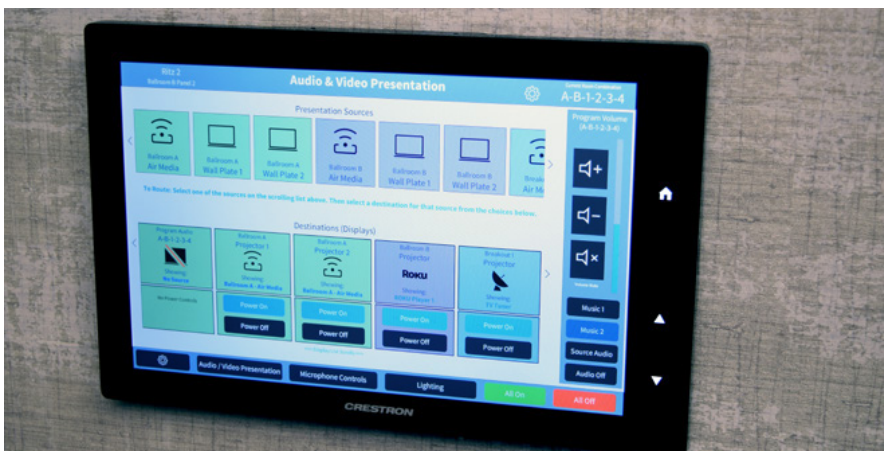 Ritz 2
Ballroom B Panel 2
Audio & Video Presentation
Current Room Combination
A-B-1-2-3-4
Presentation Sources
Ballroom A
Air Media
Ballroom A
Wall Plate 1
Ballroom A
Wall Plate 2
Ballroom B
Air Media
Ballroom B
Wall Plate 1
Ballroom B
Wall Plate 2
Air M
To Route: Select one of the sources on the scrolling list above. Then select a destination for that source from the choices below.
Destinations (Displays)
Program Audio
A-B-1-2-3-4
Showing:
No Source
No Power Controls
Ballroom A
Projector 1
Showing:
Ballroom A - Air Media
Power On
Power Off
Ballroom A
Projector 2
Showing:
Ballroom A - Air Media
Power On
Power Off
Ballroom B
Projector
ROKU
Showing:
ROKU Player 1
Power On
Power Off
Breakout 1
Projector
Showing:
TV Tuner
Power On
Power Off
Program Volume
(A-B-1-2-3-4)
Music 1
Music 2
Source Audio
Audio Off
Audio / Video Presentation
Microphone Controls
Lighting
All On
All Off
CRESTRON